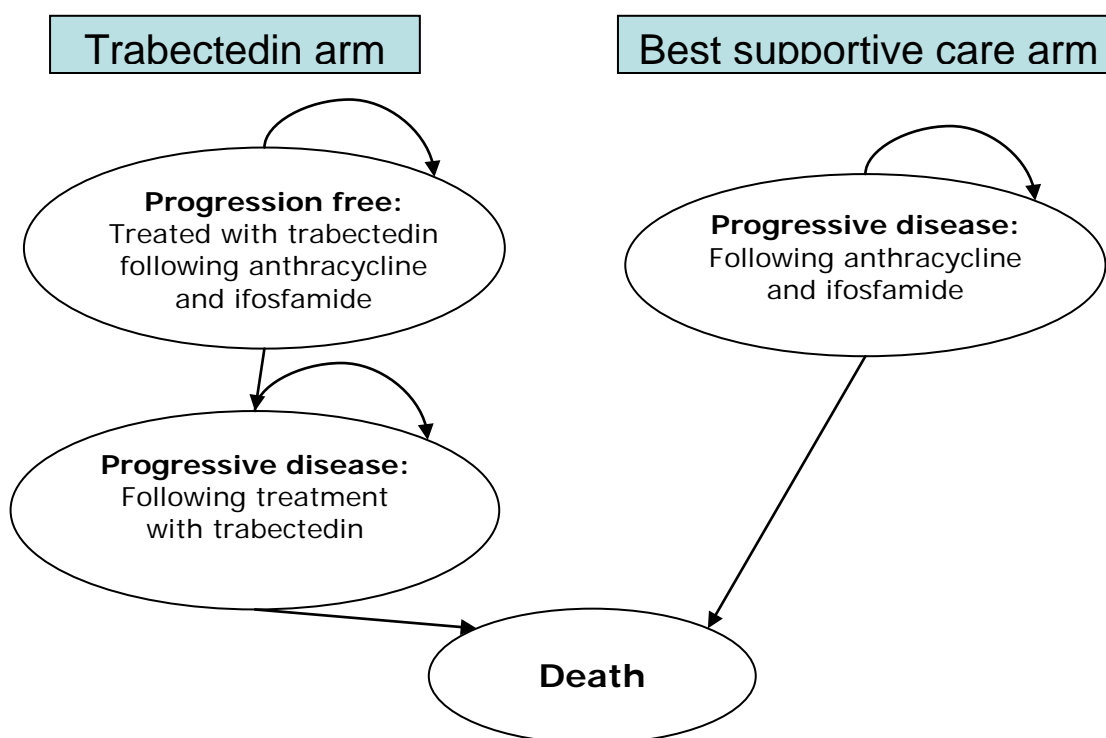 Trabectedin arm
Best supportive care arm
Progression free:
Treated with trabectedin
following anthracycline
and ifosfamide
Progressive disease:
Following anthracycline
and ifosfamide
Progressive disease:
Following treatment
with trabectedin
Death